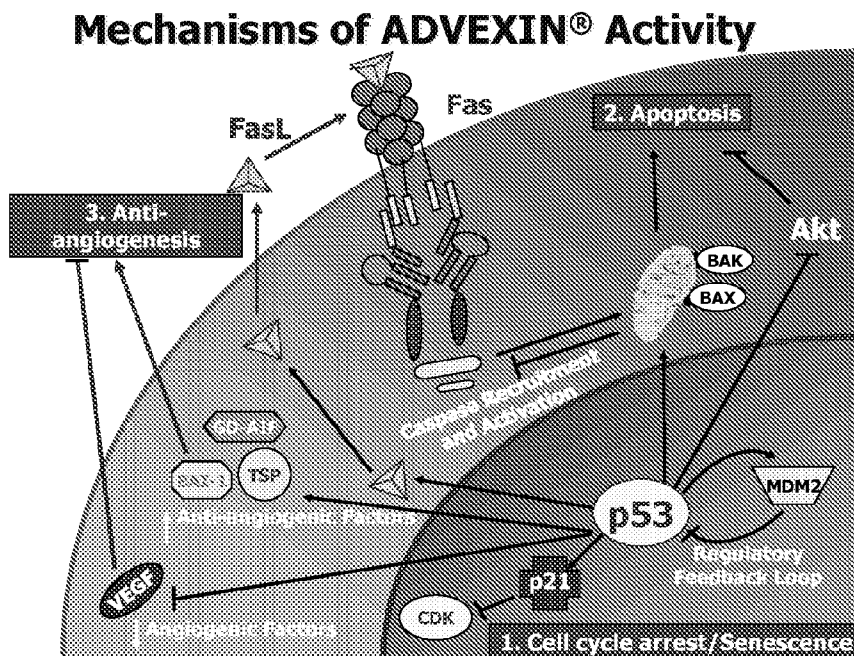 Mechanisms of ADVEXIN® Activity
FasL
Fas
2. Apoptosis
3. Anti-
angiogenesis
Akt
BAK
BAX
Caspase Recruitment
and Activation
GD-AiF
BAI-1
TSP
Antiangiogenic Factors
p53
MDM2
Regulatory
Feedback Loop
VEGF
Angiogenic Factors
p21
CDK
1. Cell cycle arrest/Senescence